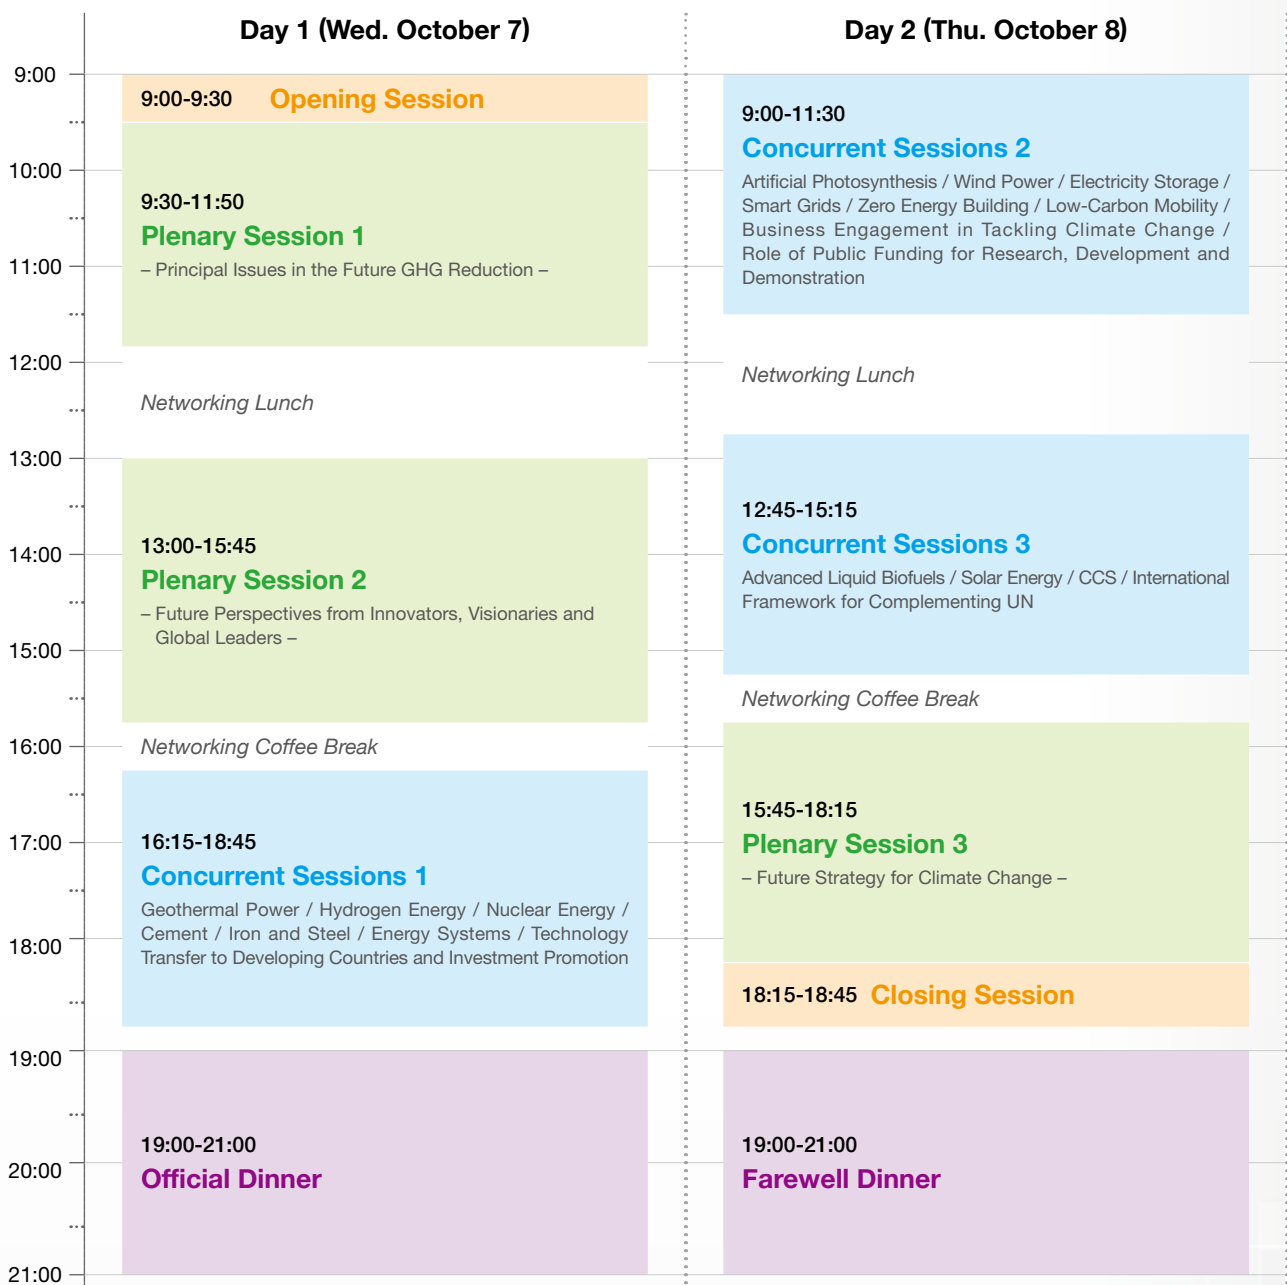 Day 1 (Wed. October 7)
Day 2 (Thu. October 8)
9:00
10:00
11:00
12:00
13:00
14:00
15:00
16:00
17:00
18:00
19:00
20:00
21:00
9:00-9:30 Opening Session
9:30-11:50
Plenary Session 1
– Principal Issues in the Future GHG Reduction –
Networking Lunch
13:00-15:45
Plenary Session 2
– Future Perspectives from Innovators, Visionaries and
Global Leaders –
Networking Coffee Break
16:15-18:45
Concurrent Sessions 1
Geothermal Power / Hydrogen Energy / Nuclear Energy /
Cement / Iron and Steel / Energy Systems / Technology
Transfer to Developing Countries and Investment Promotion
19:00-21:00
Official Dinner
9:00-11:30
Concurrent Sessions 2
Artificial Photosynthesis / Wind Power / Electricity Storage /
Smart Grids / Zero Energy Building / Low-Carbon Mobility /
Business Engagement in Tackling Climate Change /
Role of Public Funding for Research, Development and
Demonstration
Networking Lunch
12:45-15:15
Concurrent Sessions 3
Advanced Liquid Biofuels / Solar Energy / CCS / International
Framework for Complementing UN
Networking Coffee Break
15:45-18:15
Plenary Session 3
– Future Strategy for Climate Change –
18:15-18:45 Closing Session
19:00-21:00
Farewell Dinner